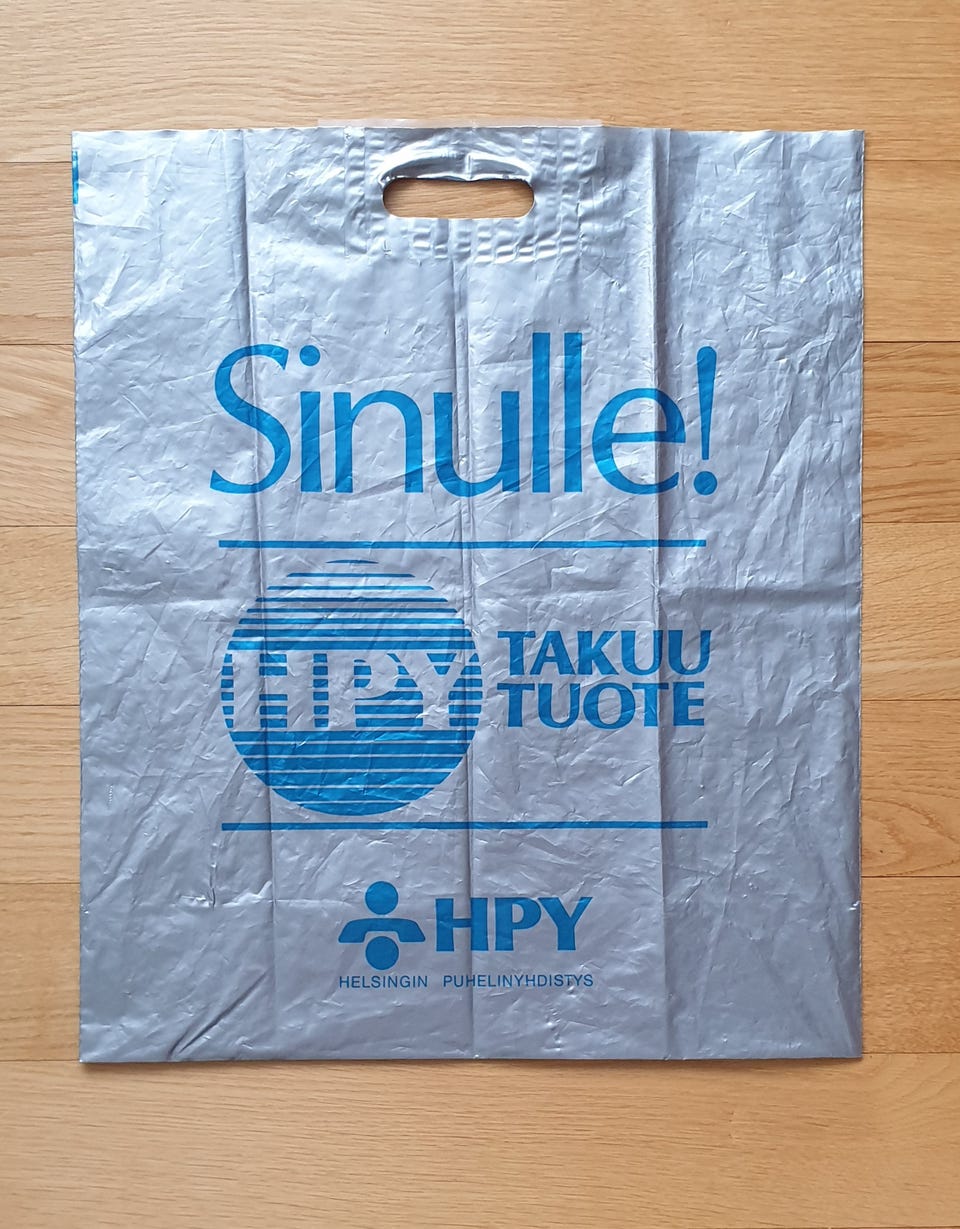 Sinulle!
HPY
TAKUU
TUOTE
HPY
HELSINGIN PUHELINYHDISTYS